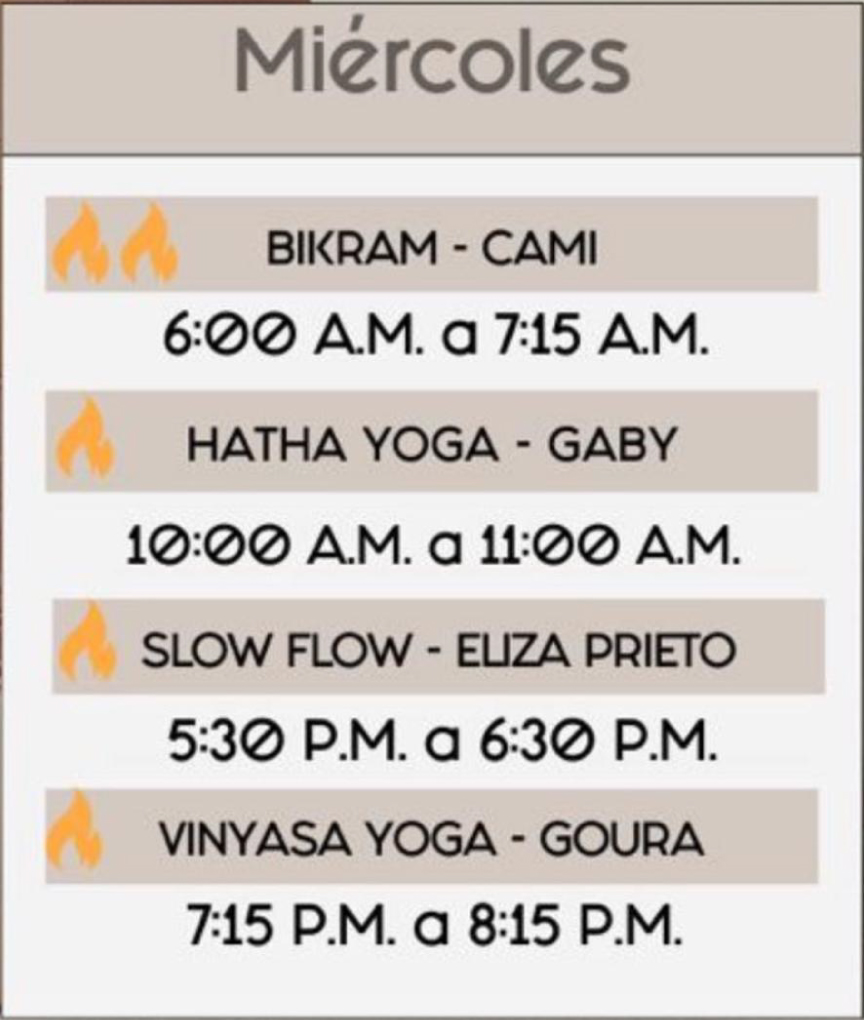 Miércoles
BIKRAM - CAMI
6:00 A.M. a 7:15 A.M.
HATHA YOGA - GABY
10:00 A.M. a 11:00 A.M.
SLOW FLOW - ELIZA PRIETO
5:30 P.M. a 6:30 P.M.
VINYASA YOGA - GOURA
7:15 P.M. a 8:15 P.M.